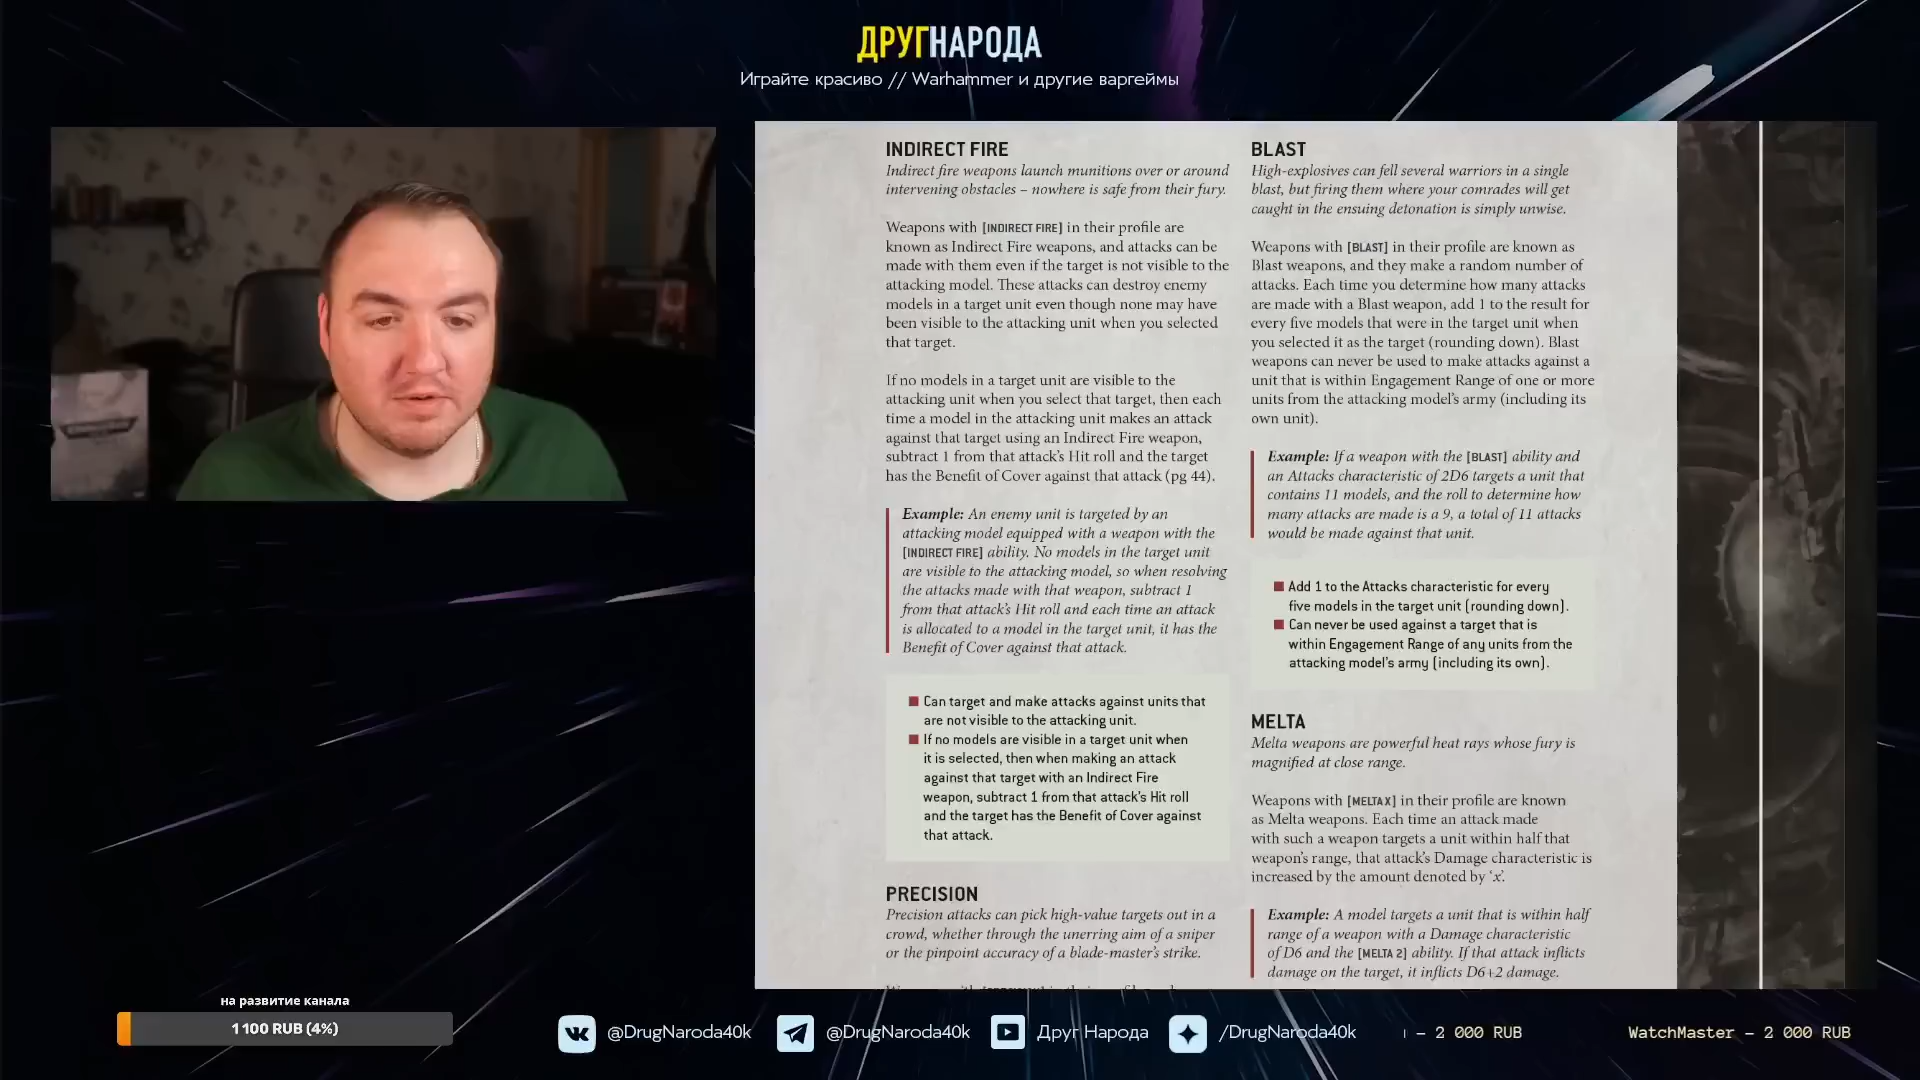 ДРУГНАРОДА
Играйте красиво // Warhammer и другие варгеймы
INDIRECT FIRE
Indirect fire weapons launch munitions over or around
intervening obstacles – nowhere is safe from their fury.
Weapons with [INDIRECT FIRE] in their profile are
known as Indirect Fire weapons, and attacks can be
made with them even if the target is not visible to the
attacking model. These attacks can destroy enemy
models in a target unit even though none may have
been visible to the attacking unit when you selected
that target.
If no models in a target unit are visible to the
attacking unit when you select that target, then each
time a model in the attacking unit makes an attack
against that target using an Indirect Fire weapon,
subtract 1 from that attack's Hit roll and the target
has the Benefit of Cover against that attack (pg 44).
Example: An enemy unit is targeted by an
attacking model equipped with a weapon with the
[INDIRECT FIRE] ability. No models in the target unit
are visible to the attacking model, so when resolving
the attacks made with that weapon, subtract 1
from that attack's Hit roll and each time an attack
is allocated to a model in the target unit, it has the
Benefit of Cover against that attack.
Can target and make attacks against units that
are not visible to the attacking unit.
If no models are visible in a target unit when
it is selected, then when making an attack
against that target with an Indirect Fire
weapon, subtract 1 from that attack's Hit roll
and the target has the Benefit of Cover against
that attack.
PRECISION
Precision attacks can pick high-value targets out in a
crowd, whether through the unerring aim of a sniper
or the pinpoint accuracy of a blade-master's strike.
BLAST
High-explosives can fell several warriors in a single
blast, but firing them where your comrades will get
caught in the ensuing detonation is simply unwise.
Weapons with [BLAST] in their profile are known as
Blast weapons, and they make a random number of
attacks. Each time you determine how many attacks
are made with a Blast weapon, add 1 to the result for
every five models that were in the target unit when
you selected it as the target (rounding down). Blast
weapons can never be used to make attacks against a
unit that is within Engagement Range of one or more
units from the attacking model's army (including its
own unit).
Example: If a weapon with the [BLAST] ability and
an Attacks characteristic of 2D6 targets a unit that
contains 11 models, and the roll to determine how
many attacks are made is a 9, a total of 11 attacks
would be made against that unit.
Add 1 to the Attacks characteristic for every
five models in the target unit (rounding down).
Can never be used against a target that is
within Engagement Range of any units from the
attacking model's army (including its own).
MELTA
Melta weapons are powerful heat rays whose fury is
magnified at close range.
Weapons with [MELTA X] in their profile are known
as Melta weapons. Each time an attack made
with such a weapon targets a unit within half that
weapon's range, that attack's Damage characteristic is
increased by the amount denoted by 'x'.
Example: A model targets a unit that is within half
range of a weapon with a Damage characteristic
of D6 and the [MELTA 2] ability. If that attack inflicts
damage on the target, it inflicts D6+2 damage.
на развитие канала
1 100 RUB (4%)
@DrugNaroda40k
@DrugNaroda40k
Друг Народа
/DrugNaroda40k
– 2 000 RUB
WatchMaster – 2 000 RUB